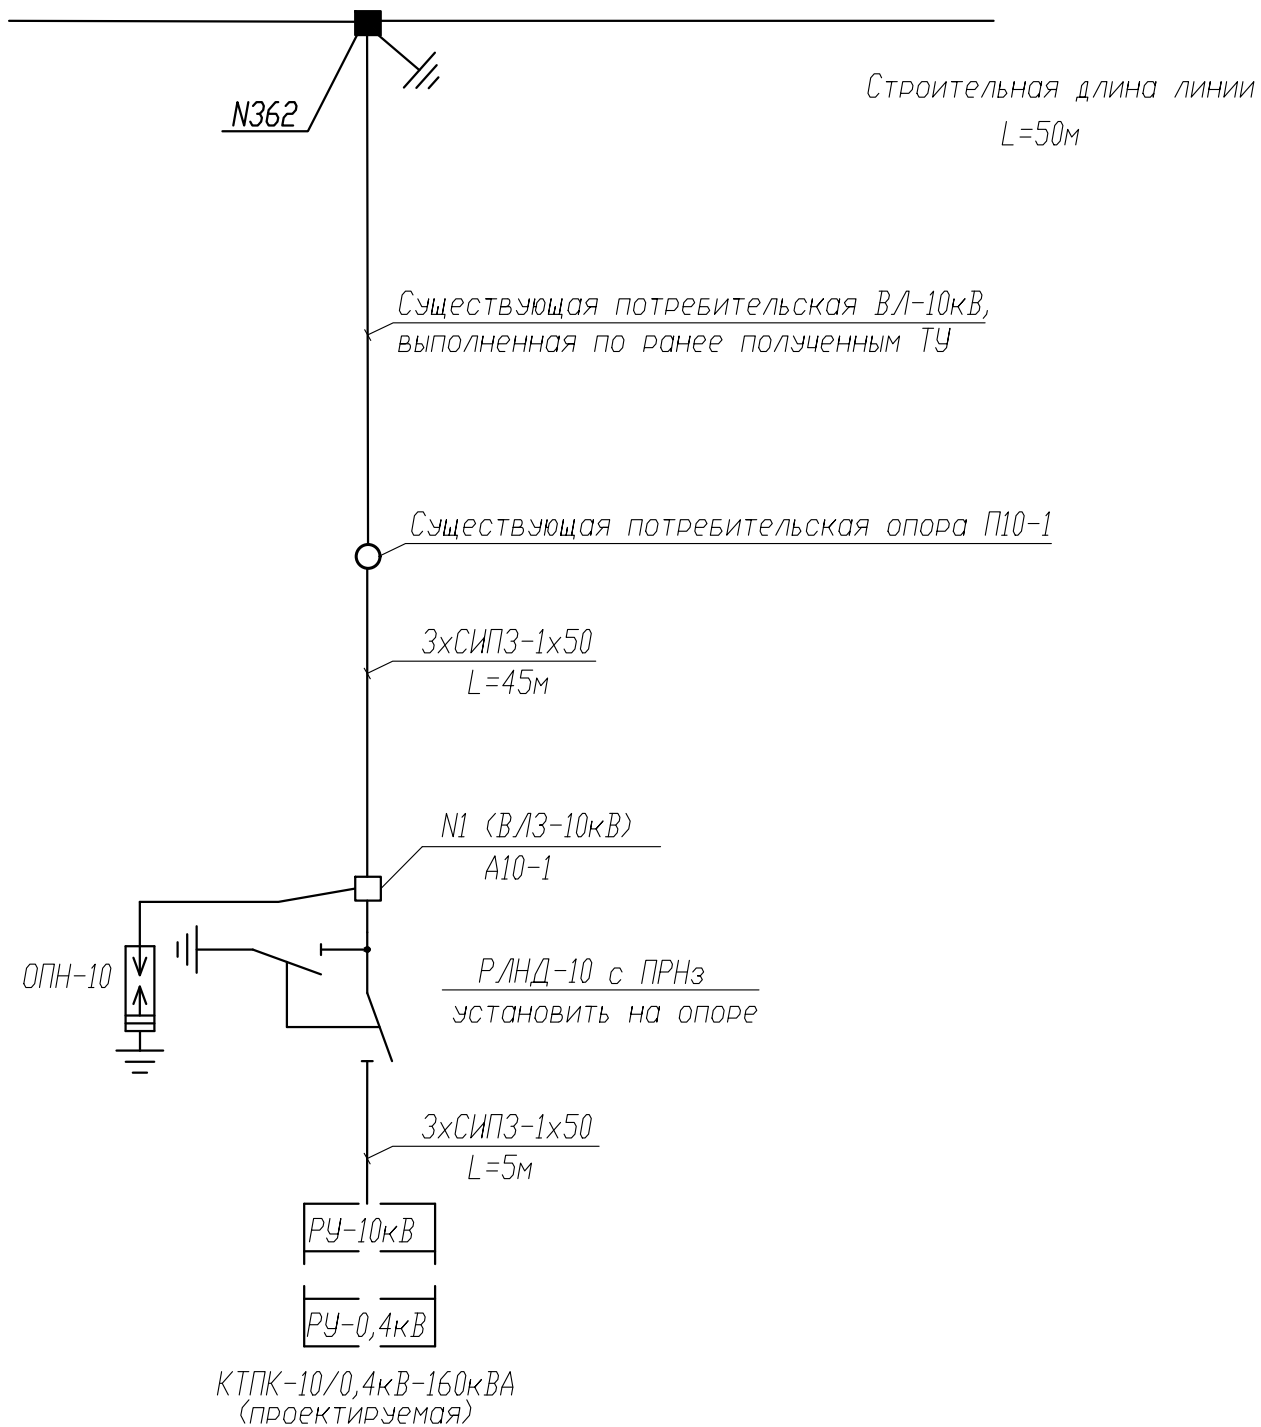 N362
Строительная длина линии
L=50м
Существующая потребительская ВЛ-10кВ,
выполненная по ранее полученным ТУ
Существующая потребительская опора П10-1
3хСИП3-1х50
L=45м
N1 (ВЛЗ-10кВ)
А10-1
ОПН-10
РЛНД-10 с ПРНз
установить на опоре
3хСИП3-1х50
L=5м
РУ-10кВ
РУ-0,4кВ
КТПК-10/0,4кВ-160кВА
(проектируемая)